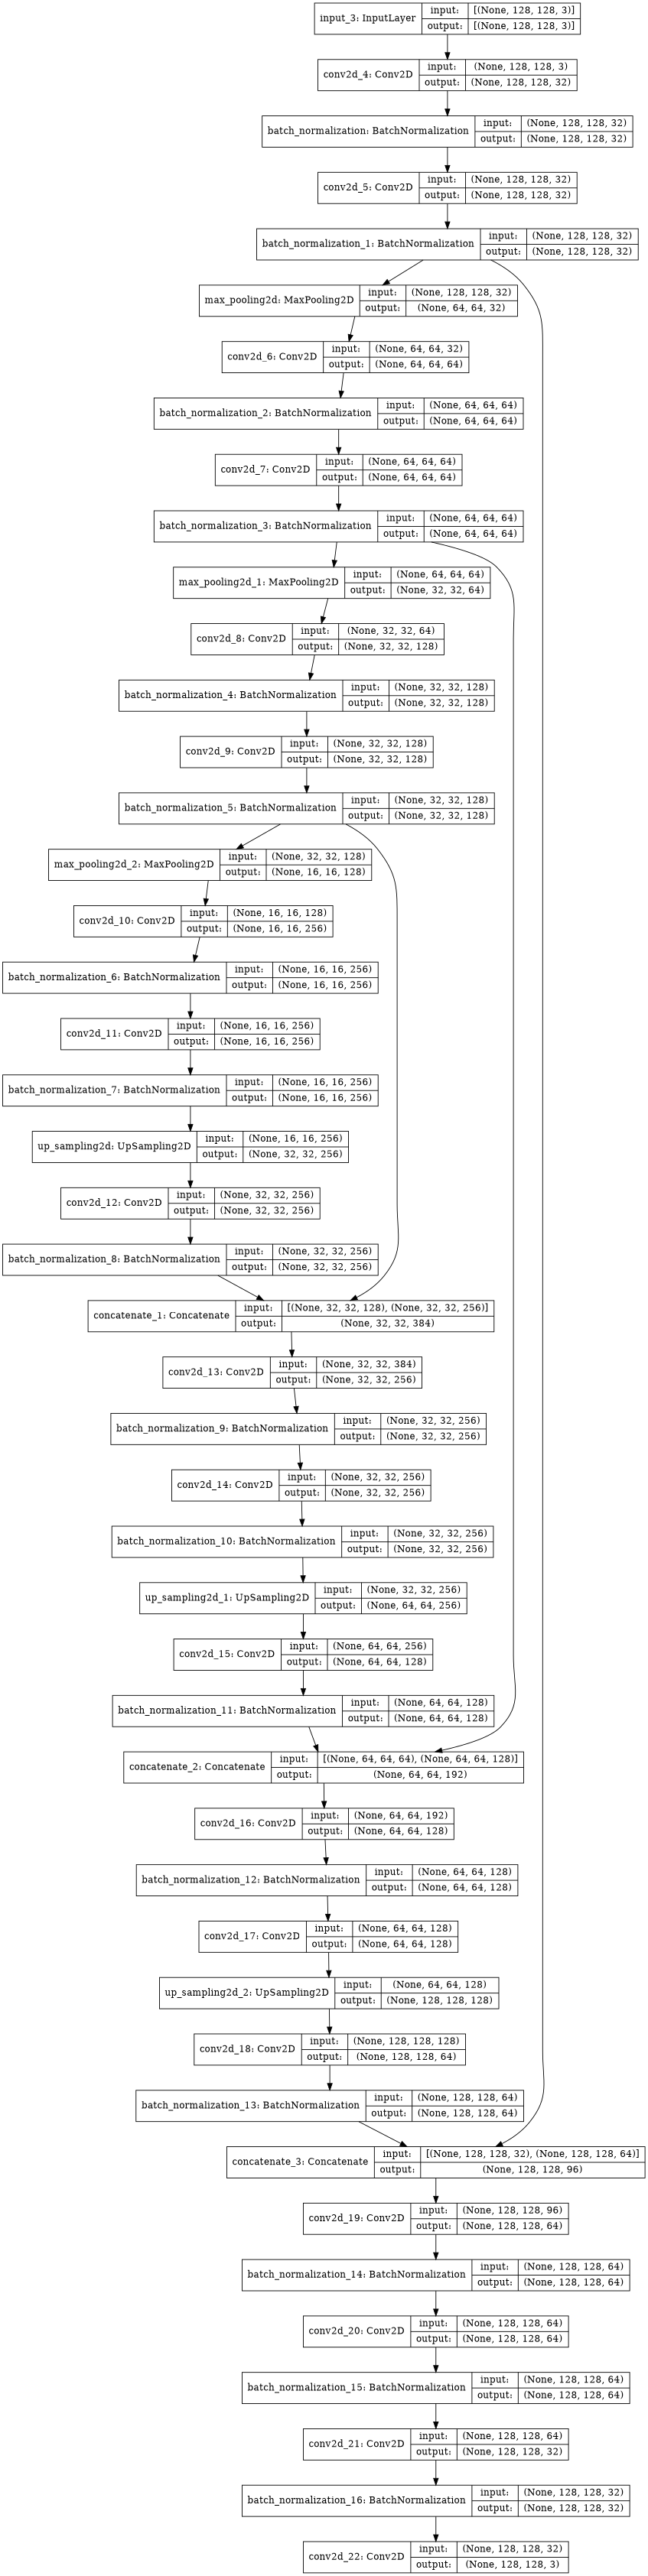 input_3: InputLayer
input: [(None, 128, 128, 3)]
output: [(None, 128, 128, 3)]
conv2d_4: Conv2D
input: (None, 128, 128, 3)
output: (None, 128, 128, 32)
batch_normalization: BatchNormalization
input: (None, 128, 128, 32)
output: (None, 128, 128, 32)
conv2d_5: Conv2D
input: (None, 128, 128, 32)
output: (None, 128, 128, 32)
batch_normalization_1: BatchNormalization
input: (None, 128, 128, 32)
output: (None, 128, 128, 32)
max_pooling2d: MaxPooling2D
input: (None, 128, 128, 32)
output: (None, 64, 64, 32)
conv2d_6: Conv2D
input: (None, 64, 64, 32)
output: (None, 64, 64, 64)
batch_normalization_2: BatchNormalization
input: (None, 64, 64, 64)
output: (None, 64, 64, 64)
conv2d_7: Conv2D
input: (None, 64, 64, 64)
output: (None, 64, 64, 64)
batch_normalization_3: BatchNormalization
input: (None, 64, 64, 64)
output: (None, 64, 64, 64)
max_pooling2d_1: MaxPooling2D
input: (None, 64, 64, 64)
output: (None, 32, 32, 64)
conv2d_8: Conv2D
input: (None, 32, 32, 64)
output: (None, 32, 32, 128)
batch_normalization_4: BatchNormalization
input: (None, 32, 32, 128)
output: (None, 32, 32, 128)
conv2d_9: Conv2D
input: (None, 32, 32, 128)
output: (None, 32, 32, 128)
batch_normalization_5: BatchNormalization
input: (None, 32, 32, 128)
output: (None, 32, 32, 128)
max_pooling2d_2: MaxPooling2D
input: (None, 32, 32, 128)
output: (None, 16, 16, 128)
conv2d_10: Conv2D
input: (None, 16, 16, 128)
output: (None, 16, 16, 256)
batch_normalization_6: BatchNormalization
input: (None, 16, 16, 256)
output: (None, 16, 16, 256)
conv2d_11: Conv2D
input: (None, 16, 16, 256)
output: (None, 16, 16, 256)
batch_normalization_7: BatchNormalization
input: (None, 16, 16, 256)
output: (None, 16, 16, 256)
up_sampling2d: UpSampling2D
input: (None, 16, 16, 256)
output: (None, 32, 32, 256)
conv2d_12: Conv2D
input: (None, 32, 32, 256)
output: (None, 32, 32, 256)
batch_normalization_8: BatchNormalization
input: (None, 32, 32, 256)
output: (None, 32, 32, 256)
concatenate_1: Concatenate
input: [(None, 32, 32, 128), (None, 32, 32, 256)]
output: (None, 32, 32, 384)
conv2d_13: Conv2D
input: (None, 32, 32, 384)
output: (None, 32, 32, 256)
batch_normalization_9: BatchNormalization
input: (None, 32, 32, 256)
output: (None, 32, 32, 256)
conv2d_14: Conv2D
input: (None, 32, 32, 256)
output: (None, 32, 32, 256)
batch_normalization_10: BatchNormalization
input: (None, 32, 32, 256)
output: (None, 32, 32, 256)
up_sampling2d_1: UpSampling2D
input: (None, 32, 32, 256)
output: (None, 64, 64, 256)
conv2d_15: Conv2D
input: (None, 64, 64, 256)
output: (None, 64, 64, 128)
batch_normalization_11: BatchNormalization
input: (None, 64, 64, 128)
output: (None, 64, 64, 128)
concatenate_2: Concatenate
input: [(None, 64, 64, 64), (None, 64, 64, 128)]
output: (None, 64, 64, 192)
conv2d_16: Conv2D
input: (None, 64, 64, 192)
output: (None, 64, 64, 128)
batch_normalization_12: BatchNormalization
input: (None, 64, 64, 128)
output: (None, 64, 64, 128)
conv2d_17: Conv2D
input: (None, 64, 64, 128)
output: (None, 64, 64, 128)
up_sampling2d_2: UpSampling2D
input: (None, 64, 64, 128)
output: (None, 128, 128, 128)
conv2d_18: Conv2D
input: (None, 128, 128, 128)
output: (None, 128, 128, 64)
batch_normalization_13: BatchNormalization
input: (None, 128, 128, 64)
output: (None, 128, 128, 64)
concatenate_3: Concatenate
input: [(None, 128, 128, 32), (None, 128, 128, 64)]
output: (None, 128, 128, 96)
conv2d_19: Conv2D
input: (None, 128, 128, 96)
output: (None, 128, 128, 64)
batch_normalization_14: BatchNormalization
input: (None, 128, 128, 64)
output: (None, 128, 128, 64)
conv2d_20: Conv2D
input: (None, 128, 128, 64)
output: (None, 128, 128, 64)
batch_normalization_15: BatchNormalization
input: (None, 128, 128, 64)
output: (None, 128, 128, 64)
conv2d_21: Conv2D
input: (None, 128, 128, 64)
output: (None, 128, 128, 32)
batch_normalization_16: BatchNormalization
input: (None, 128, 128, 32)
output: (None, 128, 128, 32)
conv2d_22: Conv2D
input: (None, 128, 128, 32)
output: (None, 128, 128, 3)